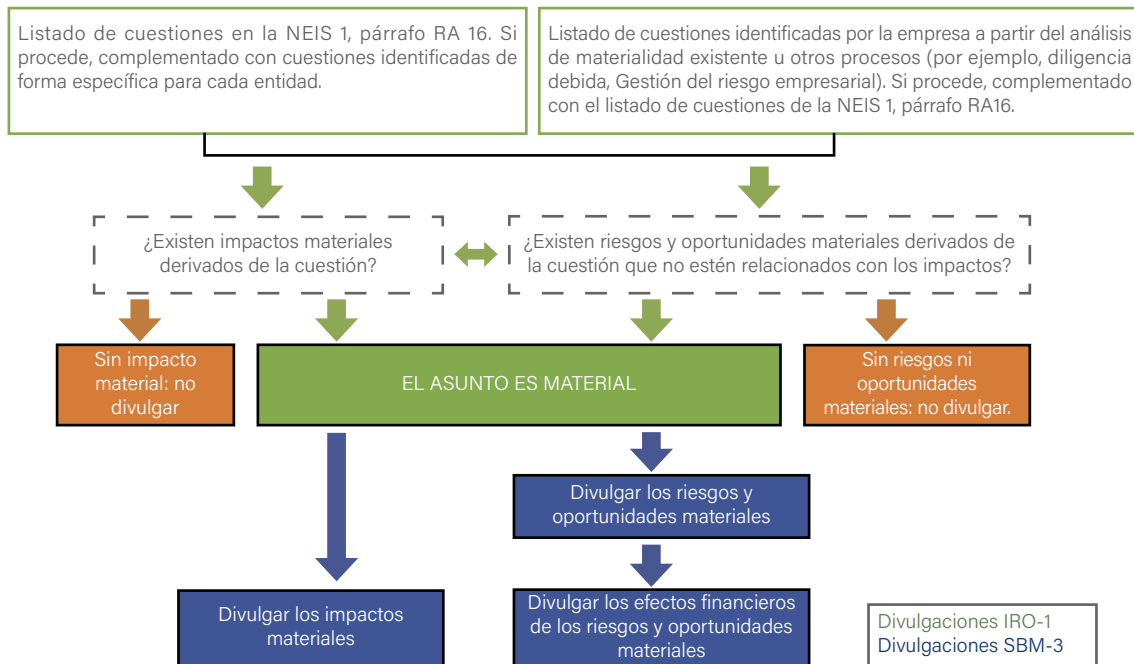 Listado de cuestiones en la NEIS 1, párrafo RA 16. Si
procede, complementado con cuestiones identificadas de
forma específica para cada entidad.
Listado de cuestiones identificadas por la empresa a partir del análisis
de materialidad existente u otros procesos (por ejemplo, diligencia
debida, Gestión del riesgo empresarial). Si procede, complementado
con el listado de cuestiones de la NEIS 1, párrafo RA16.
¿Existen impactos materiales
derivados de la cuestión?
¿Existen riesgos y oportunidades materiales derivados de
la cuestión que no estén relacionados con los impactos?
Sin impacto
material: no
divulgar
EL ASUNTO ES MATERIAL
Sin riesgos ni
oportunidades
materiales: no divulgar.
Divulgar los riesgos y
oportunidades materiales
Divulgar los impactos
materiales
Divulgar los efectos financieros
de los riesgos y oportunidades
materiales
Divulgaciones IRO-1
Divulgaciones SBM-3